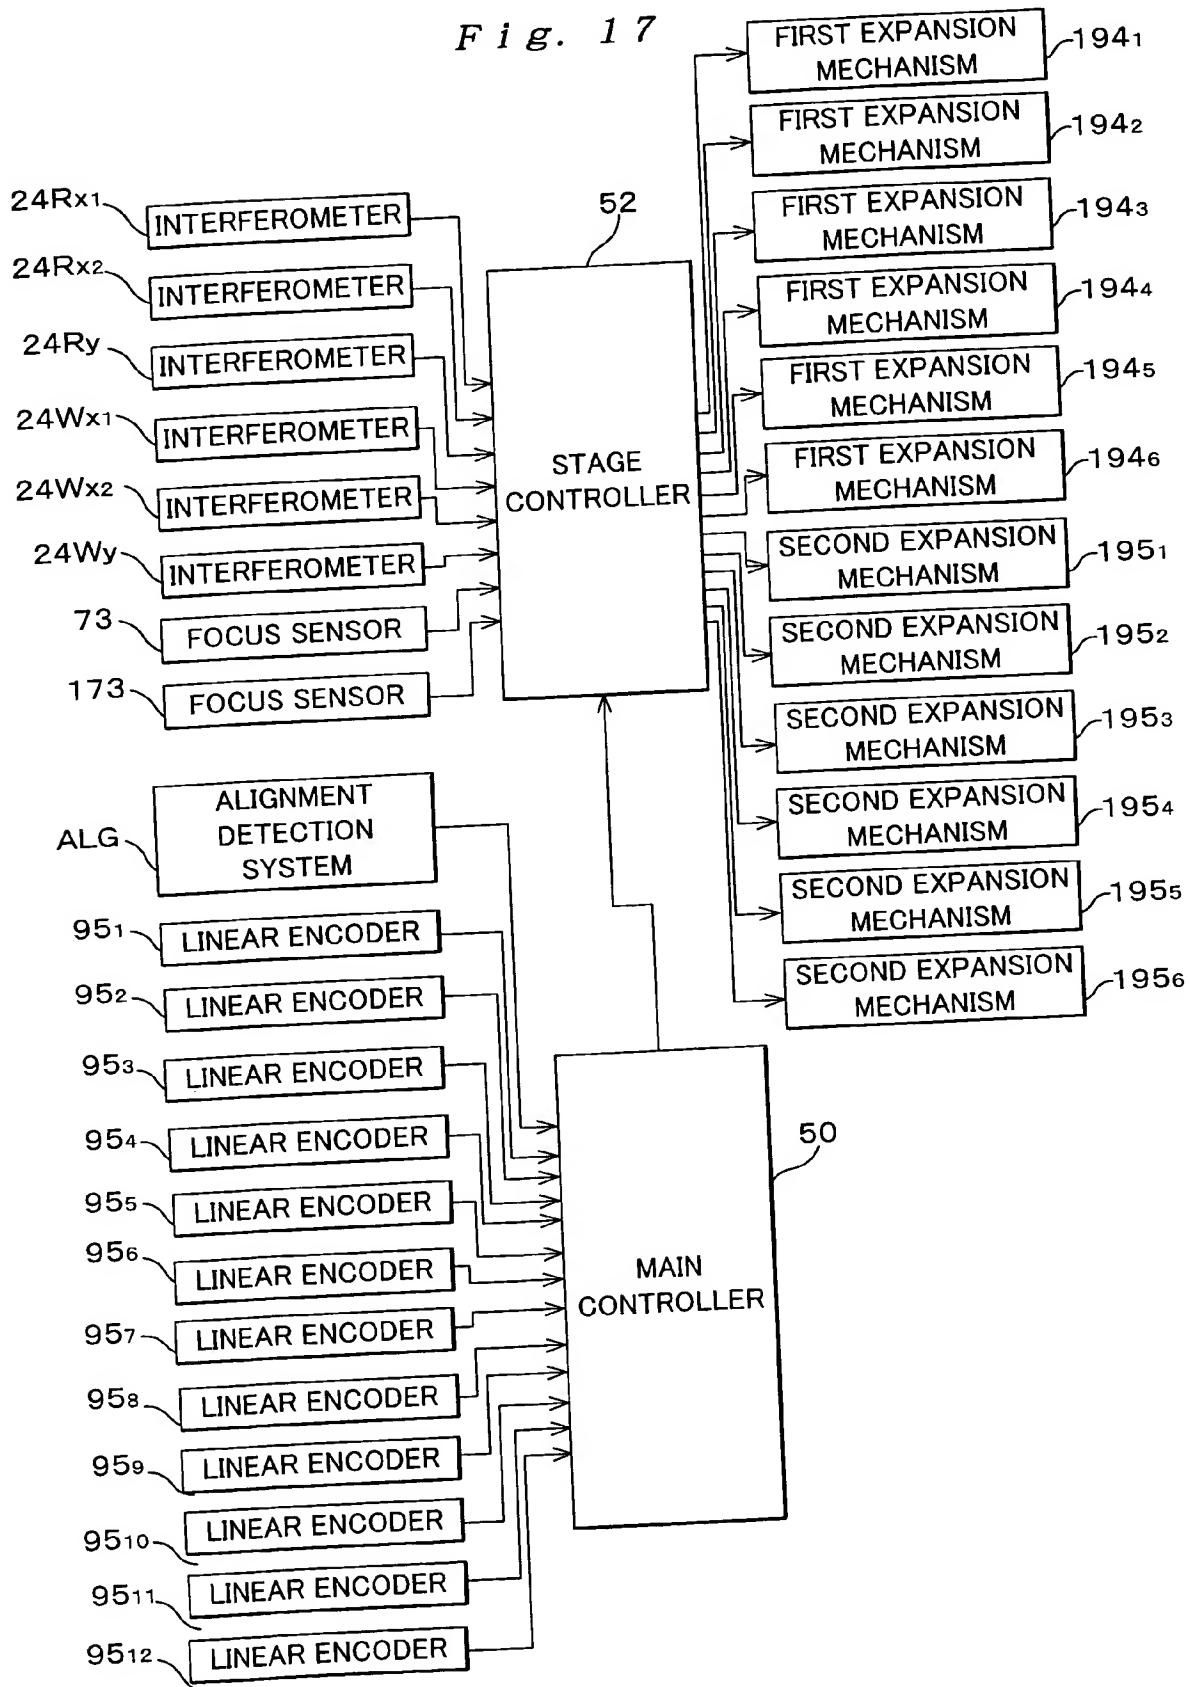 Fig. 17
24Rx1
INTERFEROMETER
24Rx2
INTERFEROMETER
24Ry
INTERFEROMETER
24Wx1
INTERFEROMETER
24Wx2
INTERFEROMETER
24Wy
INTERFEROMETER
73
FOCUS SENSOR
173
FOCUS SENSOR
52
STAGE
CONTROLLER
FIRST EXPANSION
MECHANISM
194₁
FIRST EXPANSION
MECHANISM
194₂
FIRST EXPANSION
MECHANISM
194₃
FIRST EXPANSION
MECHANISM
194₄
FIRST EXPANSION
MECHANISM
194₅
FIRST EXPANSION
MECHANISM
194₆
SECOND EXPANSION
MECHANISM
195₁
SECOND EXPANSION
MECHANISM
195₂
SECOND EXPANSION
MECHANISM
195₃
SECOND EXPANSION
MECHANISM
195₄
SECOND EXPANSION
MECHANISM
195₅
SECOND EXPANSION
MECHANISM
195₆
ALG
ALIGNMENT
DETECTION
SYSTEM
95₁
LINEAR ENCODER
95₂
LINEAR ENCODER
95₃
LINEAR ENCODER
95₄
LINEAR ENCODER
95₅
LINEAR ENCODER
95₆
LINEAR ENCODER
95₇
LINEAR ENCODER
95₈
LINEAR ENCODER
95₉
LINEAR ENCODER
95₁₀
LINEAR ENCODER
95₁₁
LINEAR ENCODER
95₁₂
LINEAR ENCODER
50
MAIN
CONTROLLER